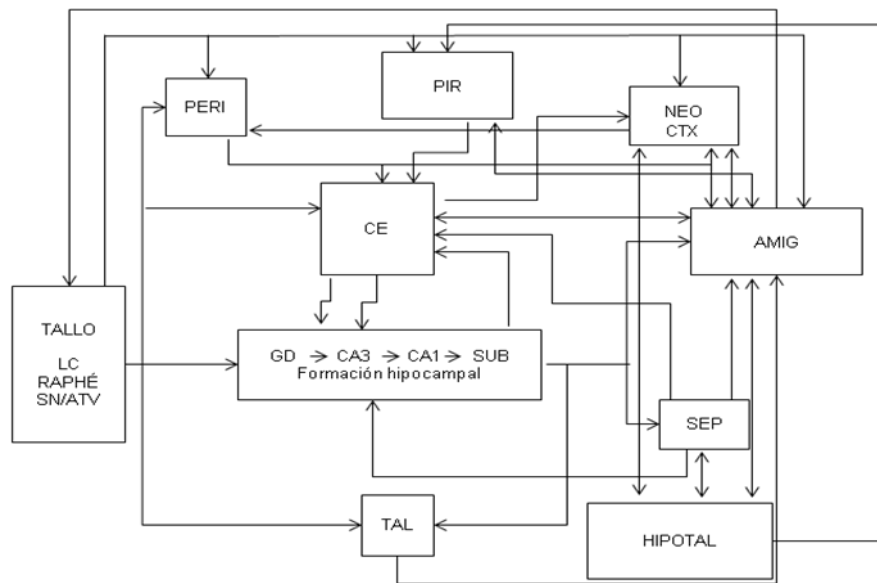 PERI
PIR
NEO
CTX
CE
AMIG
TALLO
LC
RAPHÉ
SN/ATV
GD → CA3 → CA1 → SUB
Formación hipocampal
SEP
TAL
HIPOTAL